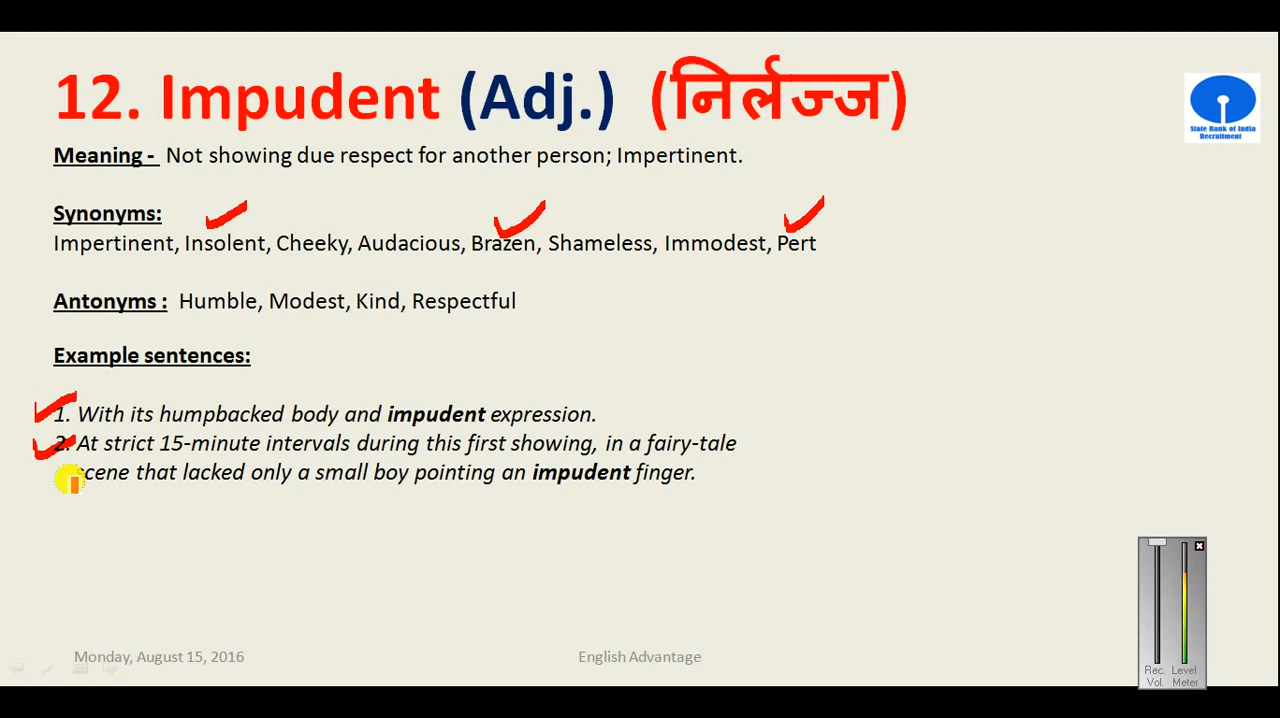 12. Impudent (Adj.) (निर्लज्ज)
State Bank of India
Recruitment
Meaning - Not showing due respect for another person; Impertinent.
Synonyms:
Impertinent, Insolent, Cheeky, Audacious, Brazen, Shameless, Immodest, Pert
Antonyms : Humble, Modest, Kind, Respectful
Example sentences:
1. With its humpbacked body and impudent expression.
2. At strict 15-minute intervals during this first showing, in a fairy-tale
scene that lacked only a small boy pointing an impudent finger.
Monday, August 15, 2016
English Advantage
Rec. Level
Vol. Meter